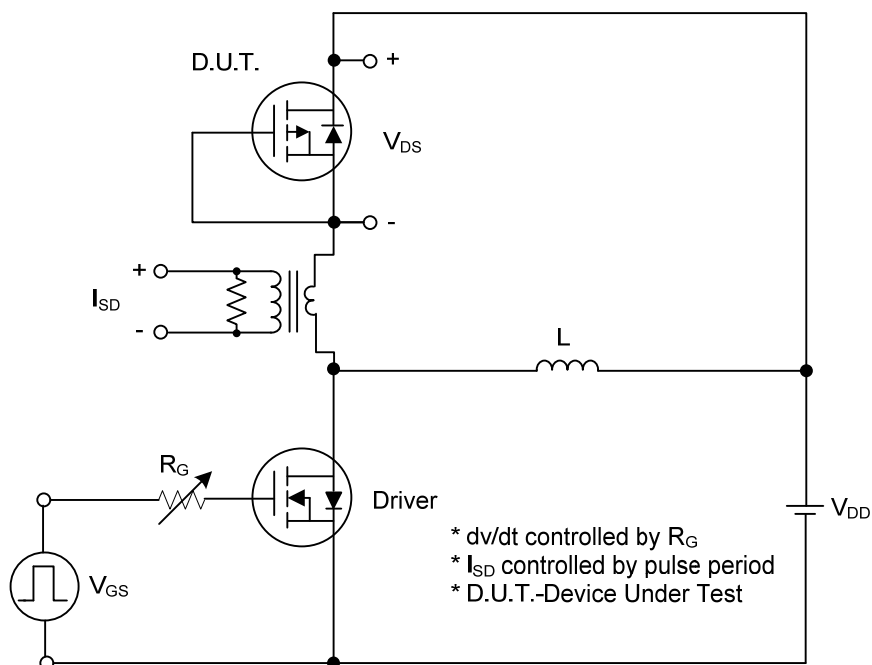 D.U.T.
+
V_DS
-
+
I_SD
-
L
R_G
Driver
V_DD
V_GS
* dv/dt controlled by R_G
* I_SD controlled by pulse period
* D.U.T.-Device Under Test